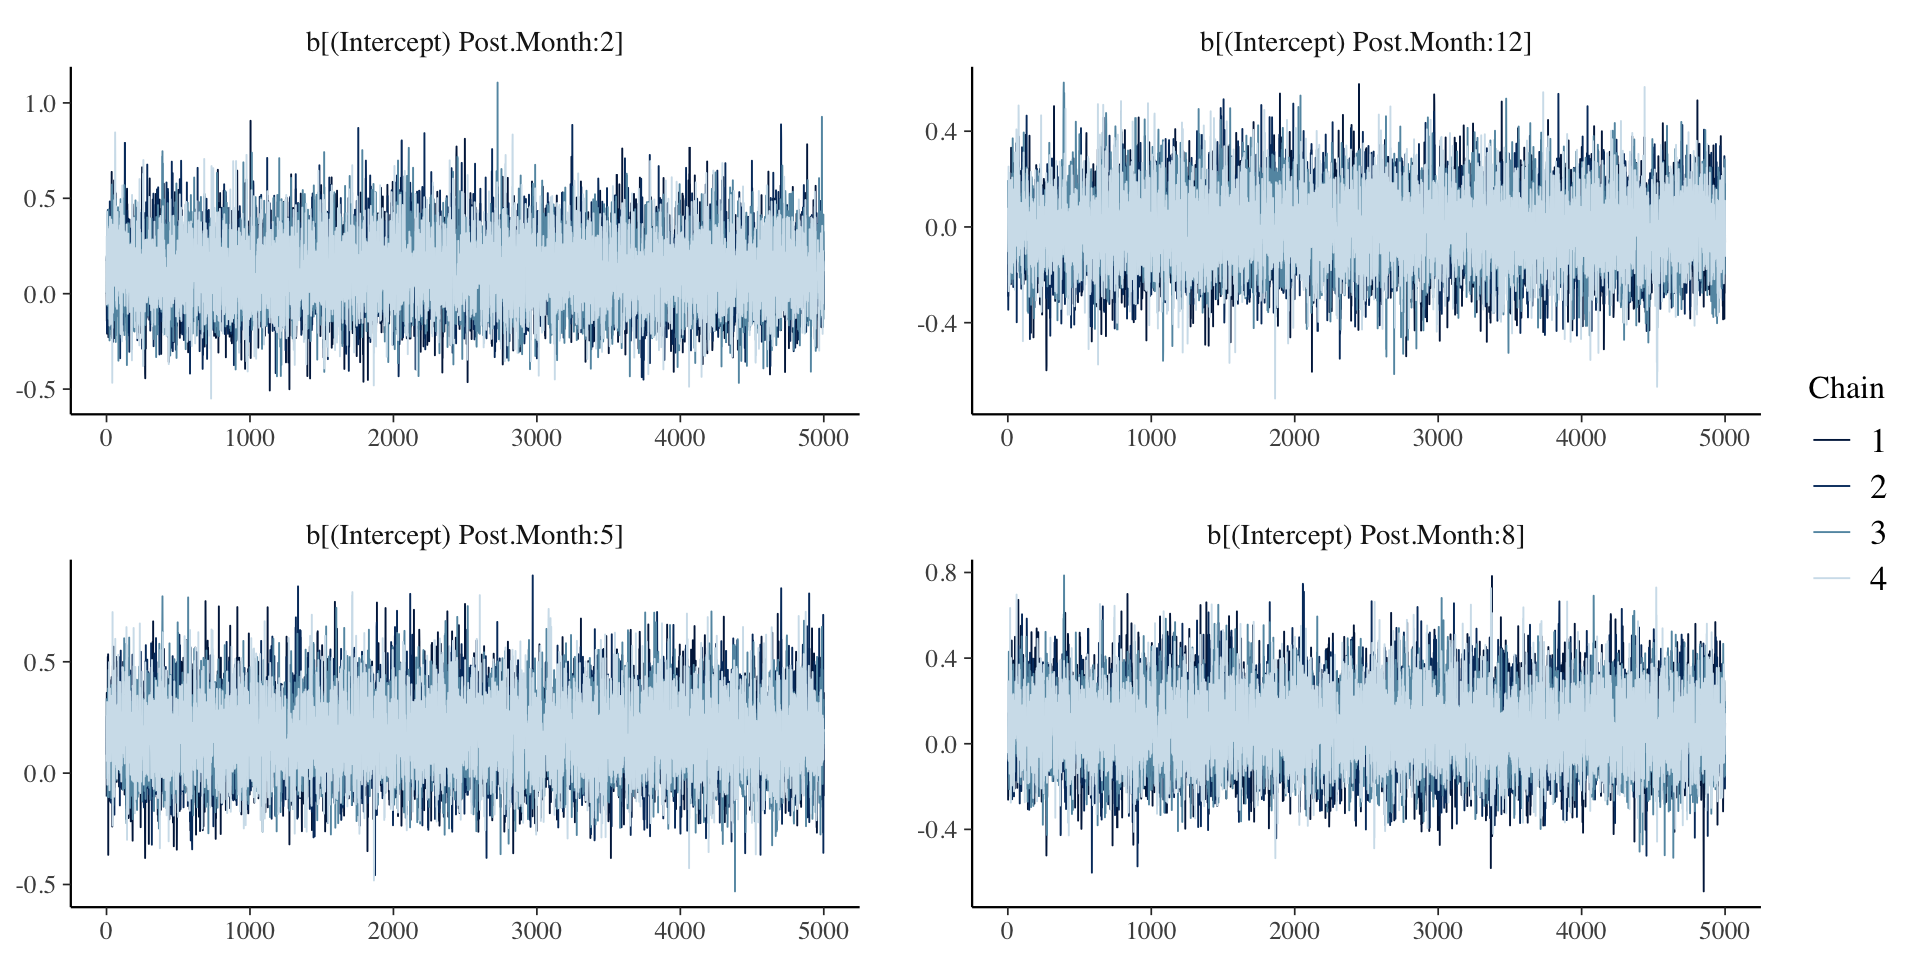 b[(Intercept) Post.Month:2]
1.0
0.5
0.0
-0.5
0 1000 2000 3000 4000 5000
b[(Intercept) Post.Month:12]
0.4
0.0
-0.4
0 1000 2000 3000 4000 5000
b[(Intercept) Post.Month:5]
0.5
0.0
-0.5
0 1000 2000 3000 4000 5000
b[(Intercept) Post.Month:8]
0.8
0.4
0.0
-0.4
0 1000 2000 3000 4000 5000
Chain
1
2
3
4